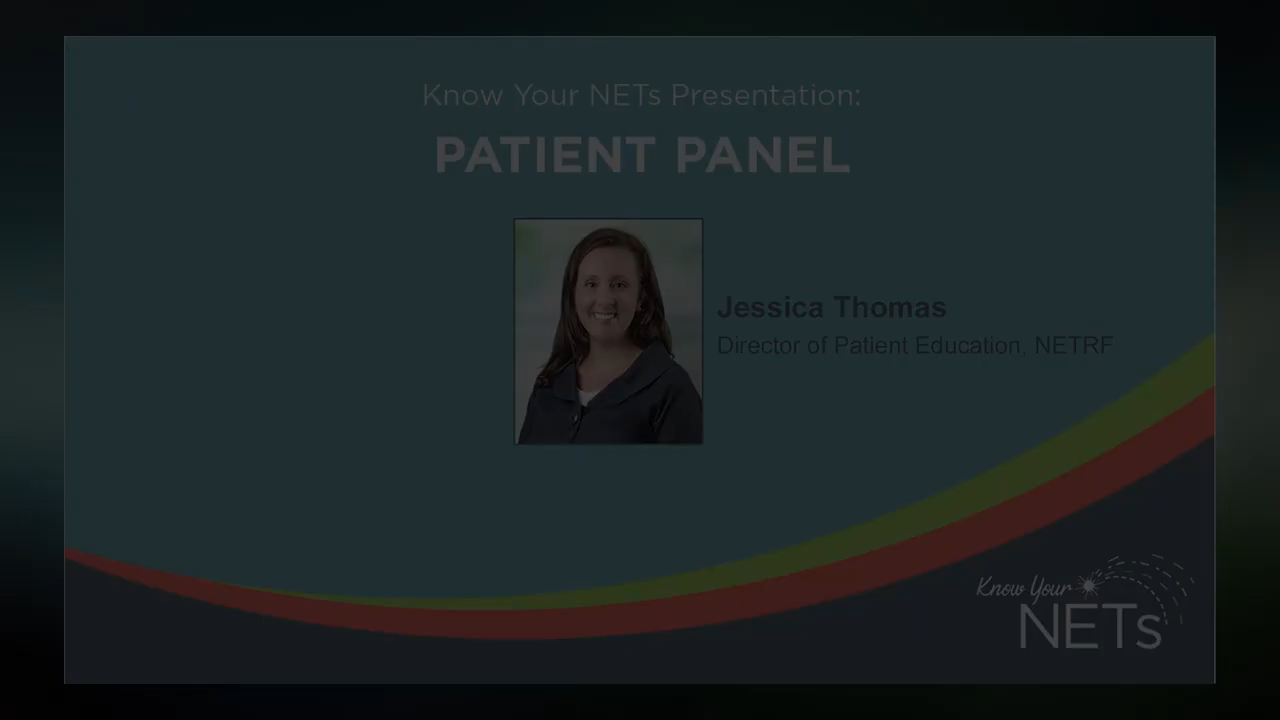 Know Your NETs Presentation:
PATIENT PANEL
Jessica Thomas
Director of Patient Education, NETRF
Know Your
NETs